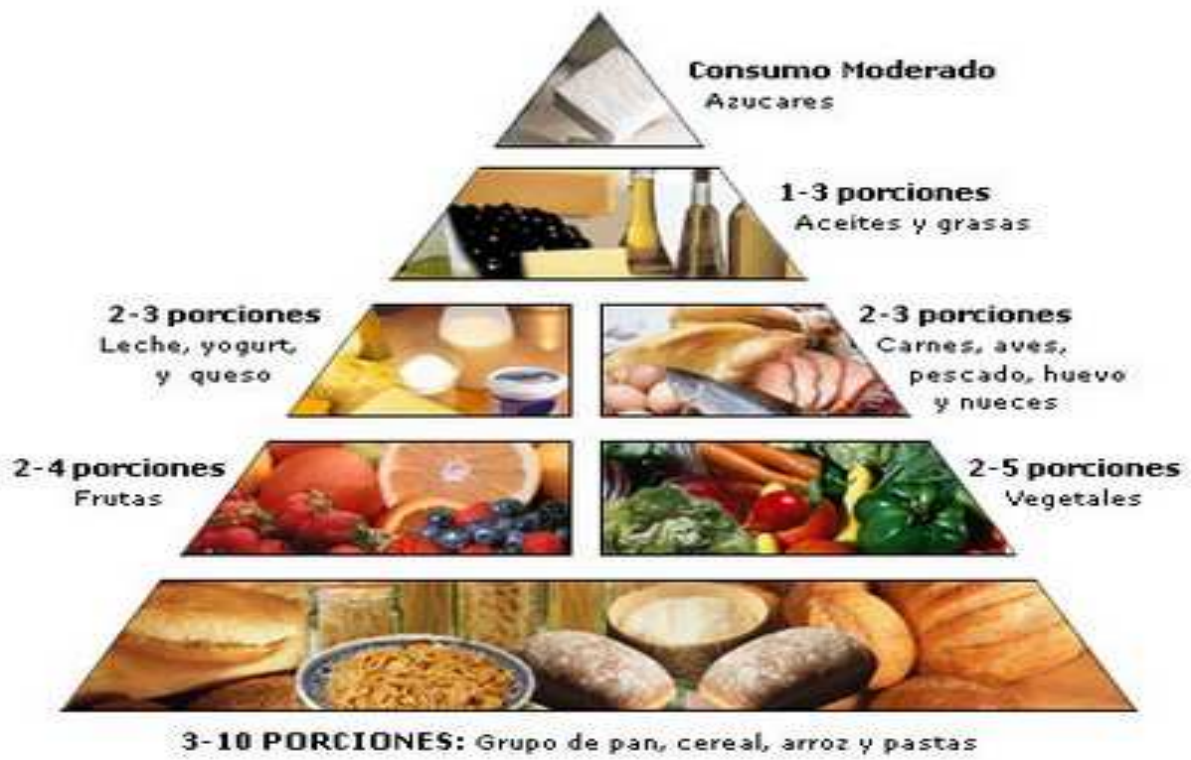 Consumo Moderado
Azucares
1-3 porciones
Aceites y grasas
2-3 porciones
Leche, yogurt,
y queso
2-3 porciones
Carnes, aves,
pescado, huevo
y nueces
2-4 porciones
Frutas
2-5 porciones
Vegetales
3-10 PORCIONES: Grupo de pan, cereal, arroz y pastas